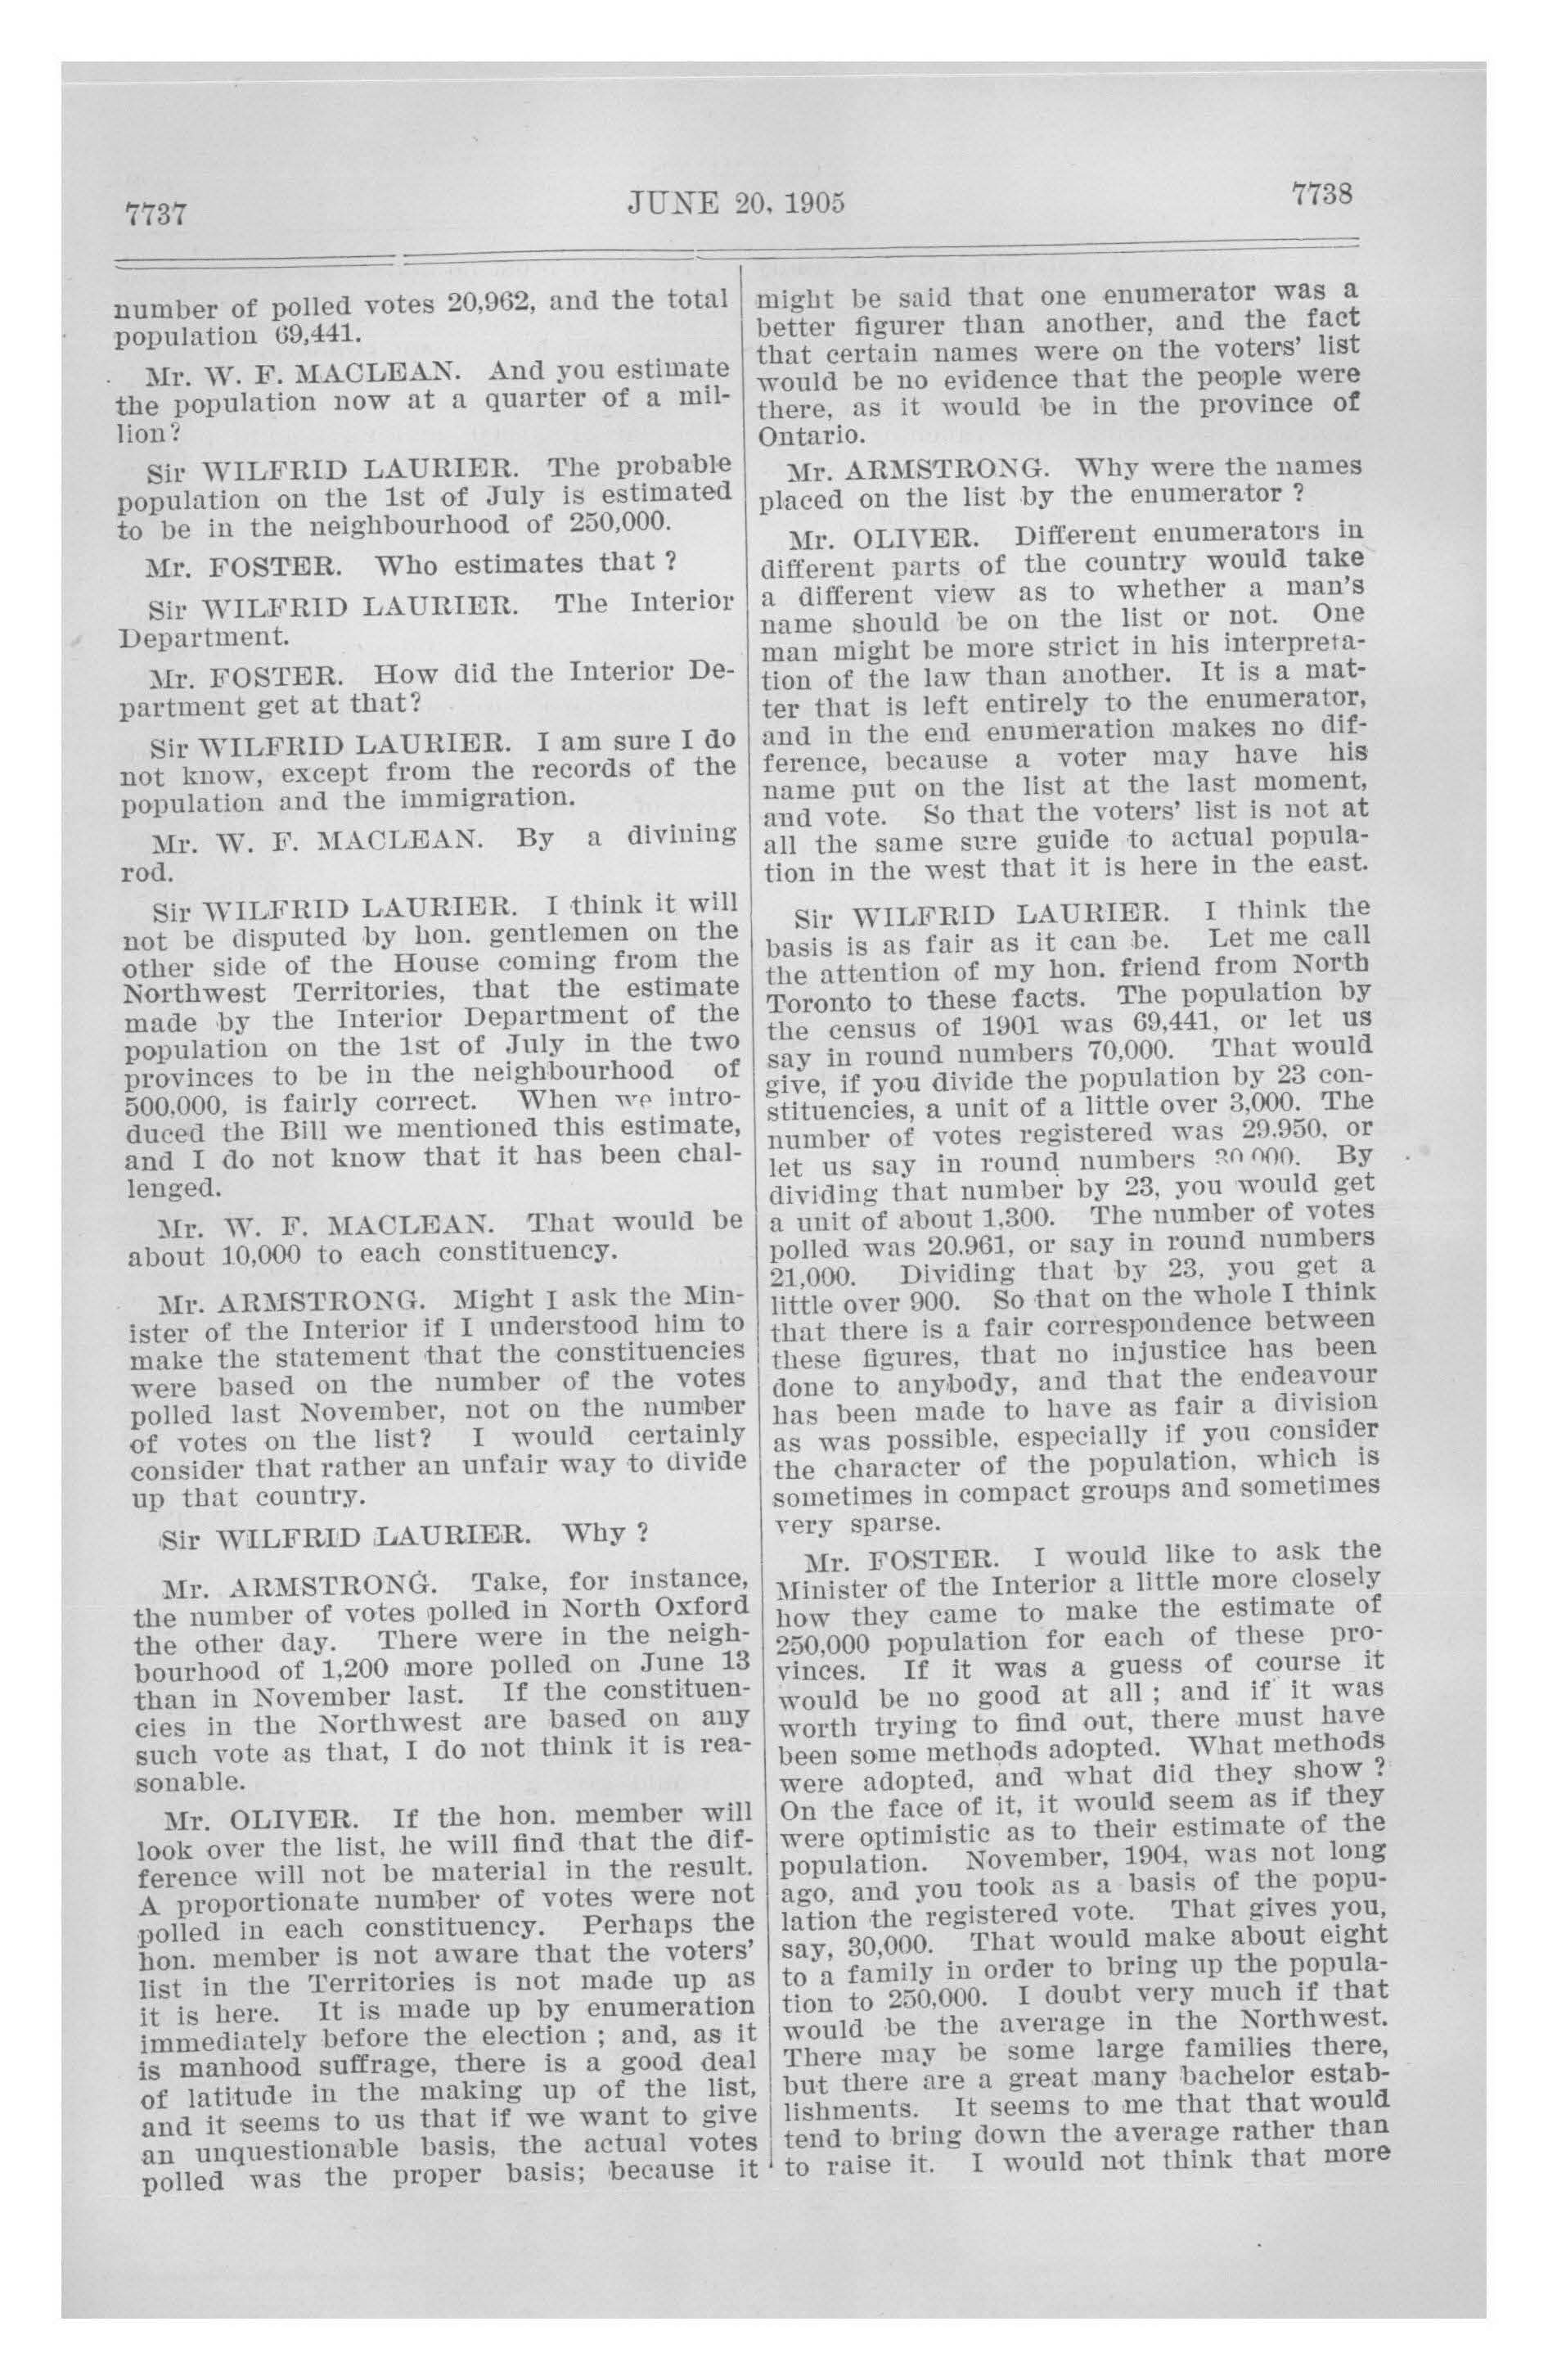 7737
JUNE 20, 1905
7738
number of polled votes 20,962, and the total
population 69,441.
Mr. W. F. MACLEAN. And you estimate
the population now at a quarter of a mil-
lion?
Sir WILFRID LAURIER. The probable
population on the 1st of July is estimated
to be in the neighbourhood of 250,000.
Mr. FOSTER. Who estimates that ?
Sir WILFRID LAURIER. The Interior
Department.
Mr. FOSTER. How did the Interior De-
partment get at that?
Sir WILFRID LAURIER. I am sure I do
not know, except from the records of the
population and the immigration.
Mr. W. F. MACLEAN. By a divining
rod.
Sir WILFRID LAURIER. I think it will
not be disputed by hon. gentlemen on the
other side of the House coming from the
Northwest Territories, that the estimate
made by the Interior Department of the
population on the 1st of July in the two
provinces to be in the neighbourhood of
500,000, is fairly correct. When we intro-
duced the Bill we mentioned this estimate,
and I do not know that it has been chal-
lenged.
Mr. W. F. MACLEAN. That would be
about 10,000 to each constituency.
Mr. ARMSTRONG. Might I ask the Min-
ister of the Interior if I understood him to
make the statement that the constituencies
were based on the number of the votes
polled last November, not on the number
of votes on the list? I would certainly
consider that rather an unfair way to divide
up that country.
Sir WILFRID LAURIER. Why ?
Mr. ARMSTRONG. Take, for instance,
the number of votes polled in North Oxford
the other day. There were in the neigh-
bourhood of 1,200 more polled on June 13
than in November last. If the constituen-
cies in the Northwest are based on any
such vote as that, I do not think it is rea-
sonable.
Mr. OLIVER. If the hon. member will
look over the list, he will find that the dif-
ference will not be material in the result.
A proportionate number of votes were not
polled in each constituency. Perhaps the
hon. member is not aware that the voters'
list in the Territories is not made up as
it is here. It is made up by enumeration
immediately before the election ; and, as it
is manhood suffrage, there is a good deal
of latitude in the making up of the list,
and it seems to us that if we want to give
an unquestionable basis, the actual votes
polled was the proper basis; because it
might be said that one enumerator was a
better figurer than another, and the fact
that certain names were on the voters' list
would be no evidence that the people were
there, as it would be in the province of
Ontario.
Mr. ARMSTRONG. Why were the names
placed on the list by the enumerator ?
Mr. OLIVER. Different enumerators in
different parts of the country would take
a different view as to whether a man's
name should be on the list or not. One
man might be more strict in his interpreta-
tion of the law than another. It is a mat-
ter that is left entirely to the enumerator,
and in the end enumeration makes no dif-
ference, because a voter may have his
name put on the list at the last moment,
and vote. So that the voters' list is not at
all the same sure guide to actual popula-
tion in the west that it is here in the east.
Sir WILFRID LAURIER. I think the
basis is as fair as it can be. Let me call
the attention of my hon. friend from North
Toronto to these facts. The population by
the census of 1901 was 69,441, or let us
say in round numbers 70,000. That would
give, if you divide the population by 23 con-
stituencies, a unit of a little over 3,000. The
number of votes registered was 29,950, or
let us say in round numbers 30,000. By
dividing that number by 23, you would get
a unit of about 1,300. The number of votes
polled was 20,961, or say in round numbers
21,000. Dividing that by 23, you get a
little over 900. So that on the whole I think
that there is a fair correspondence between
these figures, that no injustice has been
done to anybody, and that the endeavour
has been made to have as fair a division
as was possible, especially if you consider
the character of the population, which is
sometimes in compact groups and sometimes
very sparse.
Mr. FOSTER. I would like to ask the
Minister of the Interior a little more closely
how they came to make the estimate of
250,000 population for each of these pro-
vinces. If it was a guess of course it
would be no good at all ; and if it was
worth trying to find out, there must have
been some methods adopted. What methods
were adopted, and what did they show ?
On the face of it, it would seem as if they
were optimistic as to their estimate of the
population. November, 1904, was not long
ago, and you took as a basis of the popu-
lation the registered vote. That gives you,
say, 30,000. That would make about eight
to a family in order to bring up the popula-
tion to 250,000. I doubt very much if that
would be the average in the Northwest.
There may be some large families there,
but there are a great many bachelor estab-
lishments. It seems to me that that would
tend to bring down the average rather than
to raise it. I would not think that more